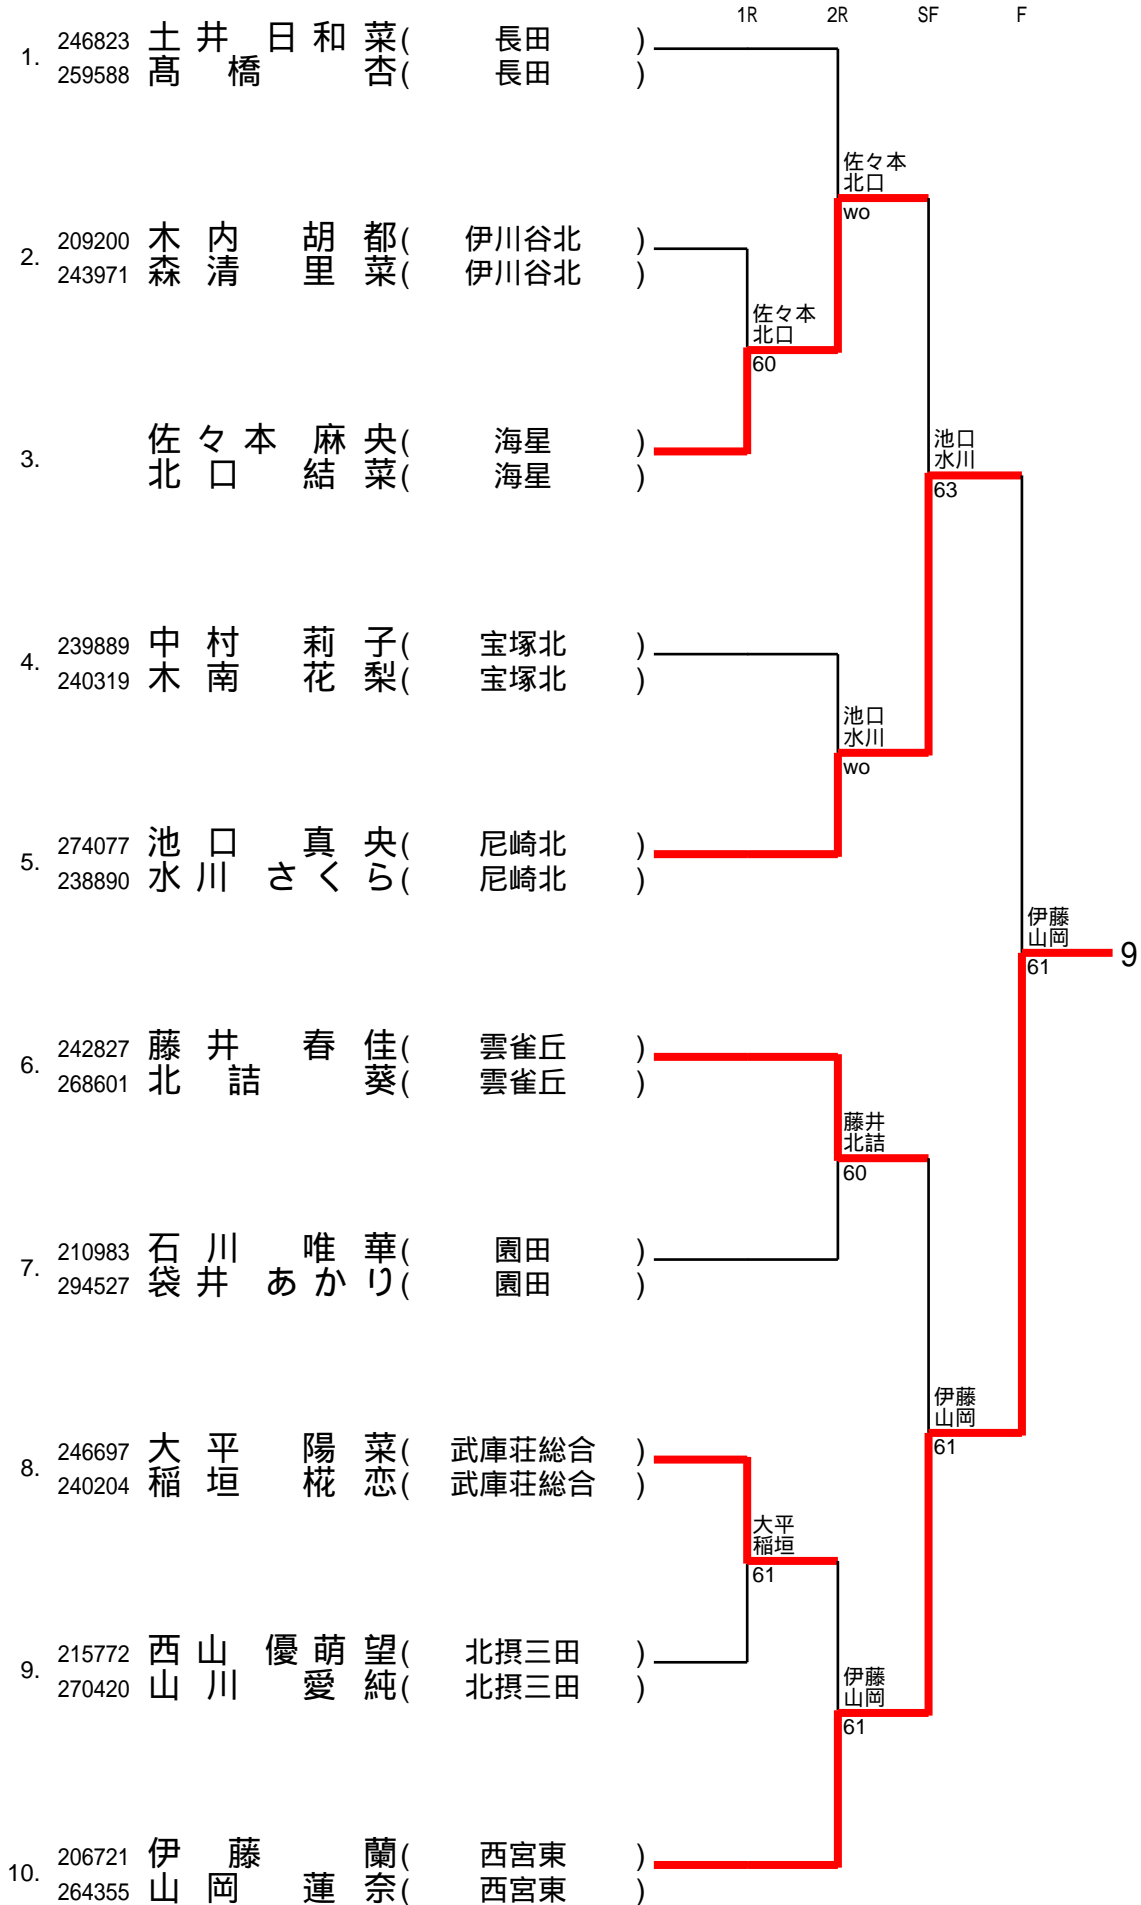 1R 2R SF F
1. 246823 土井 日和菜( 長田 )
259588 髙橋 杏( 長田 )
佐々本
北口
wo
2. 209200 木内 胡都( 伊川谷北 )
243971 森清 里菜( 伊川谷北 )
佐々本
北口
60
3. 佐々本 麻央( 海星 )
北口 結菜( 海星 )
池口
水川
63
4. 239889 中村 莉子( 宝塚北 )
240319 木南 花梨( 宝塚北 )
池口
水川
wo
5. 274077 池口 真央( 尼崎北 )
238890 水川 さくら( 尼崎北 )
伊藤
山岡
61
9
6. 242827 藤井 春佳( 雲雀丘 )
268601 北詰 葵( 雲雀丘 )
藤井
北詰
60
7. 210983 石川 唯華( 園田 )
294527 袋井 あかり( 園田 )
伊藤
山岡
61
8. 246697 大平 陽菜( 武庫荘総合 )
240204 稲垣 椛恋( 武庫荘総合 )
大平
稲垣
61
9. 215772 西山 優萌望( 北摂三田 )
270420 山川 愛純( 北摂三田 )
伊藤
山岡
61
10. 206721 伊藤 蘭( 西宮東 )
264355 山岡 蓮奈( 西宮東 )